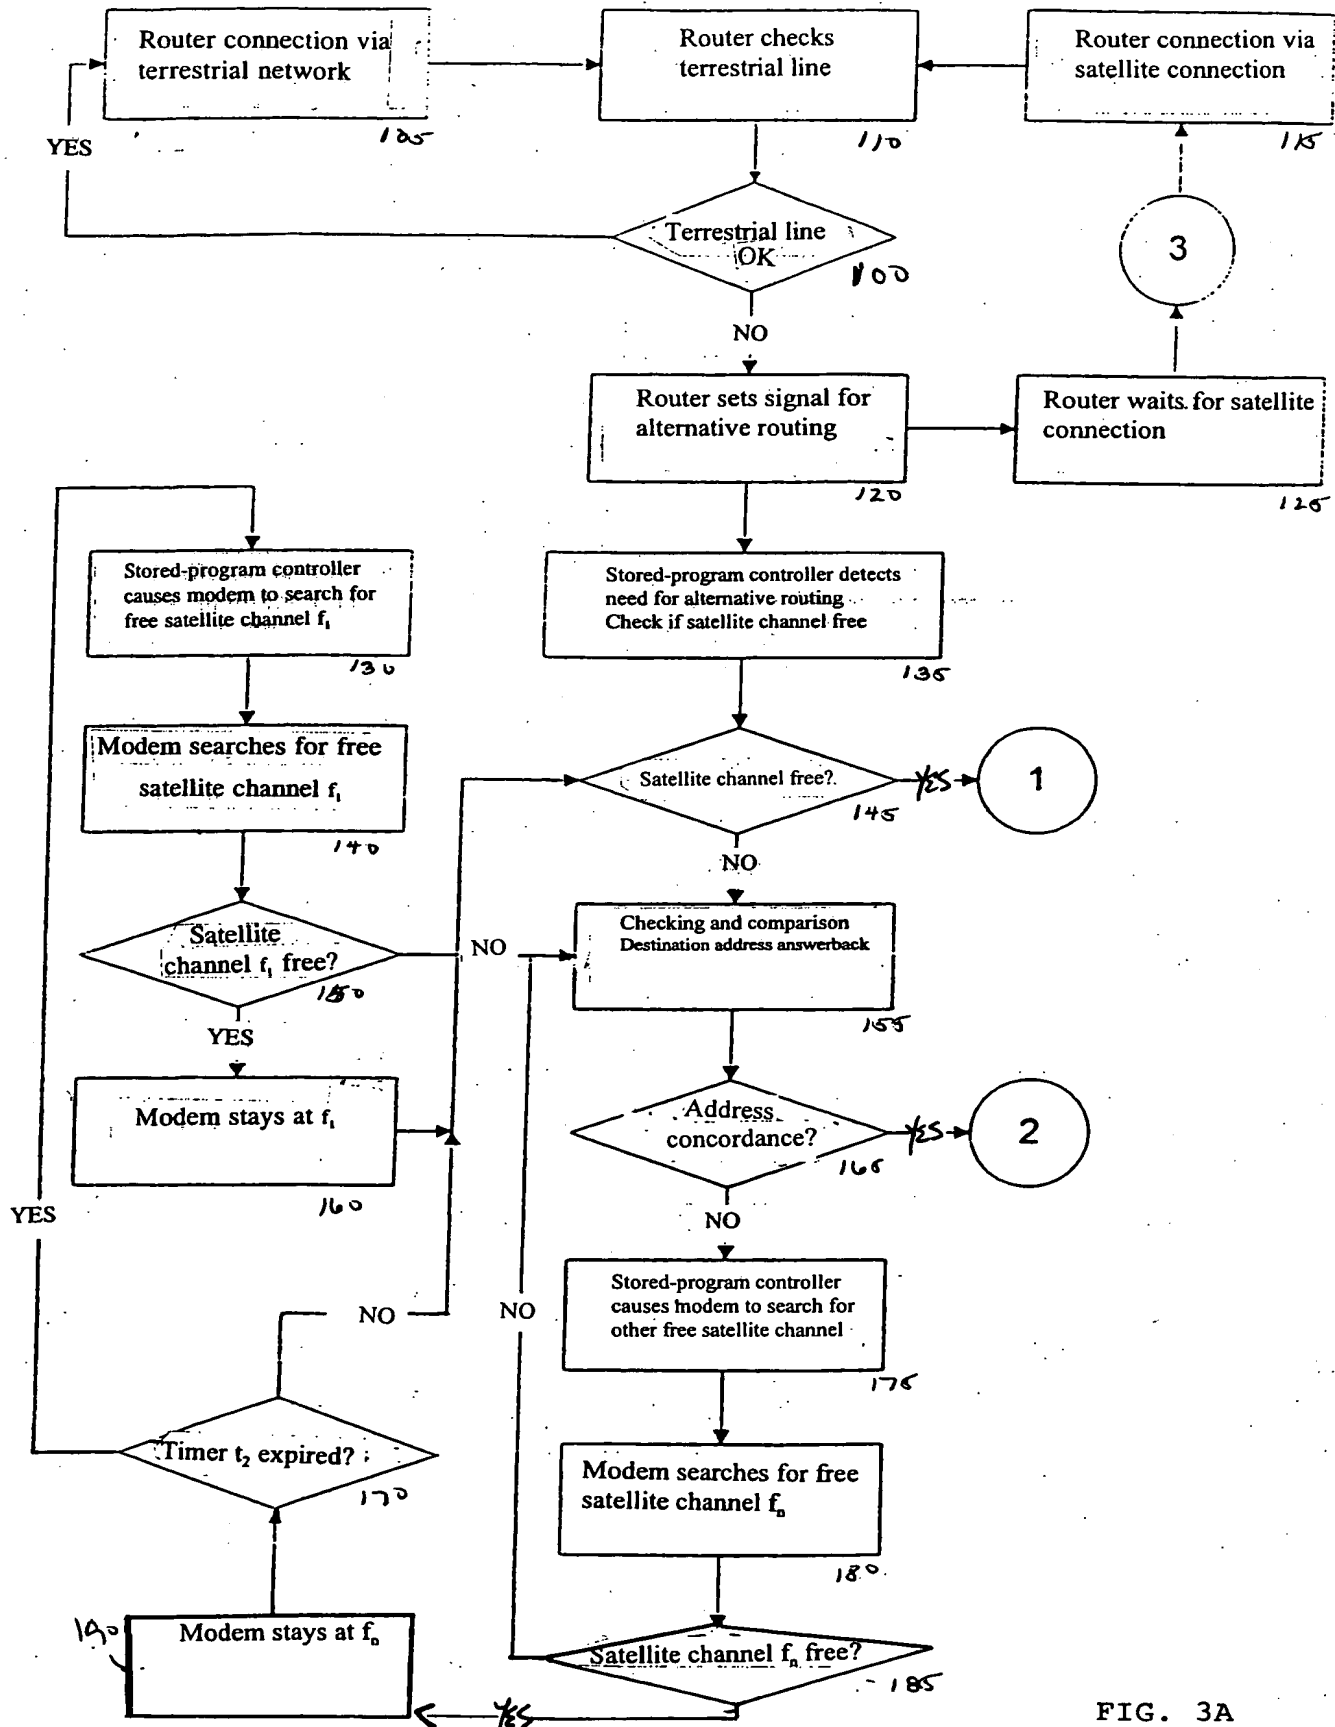 Router connection via
terrestrial network
105
Router checks
terrestrial line
110
Router connection via
satellite connection
115
YES
Terrestrial line
OK
100
3
NO
Router sets signal for
alternative routing
120
Router waits for satellite
connection
125
Stored-program controller
causes modem to search for
free satellite channel f₁
130
Stored-program controller detects
need for alternative routing
Check if satellite channel free
135
Modem searches for free
satellite channel f₁
140
Satellite channel free?
145
YES
1
NO
Satellite
channel f₁ free?
150
NO
Checking and comparison
Destination address answerback
155
YES
Modem stays at f₁
160
Address
concordance?
165
YES
2
YES
NO
Stored-program controller
causes modem to search for
other free satellite channel
175
NO
NO
Timer t₂ expired?
170
Modem searches for free
satellite channel fₙ
180
190
Modem stays at fₙ
Satellite channel fₙ free?
185
YES
FIG. 3A